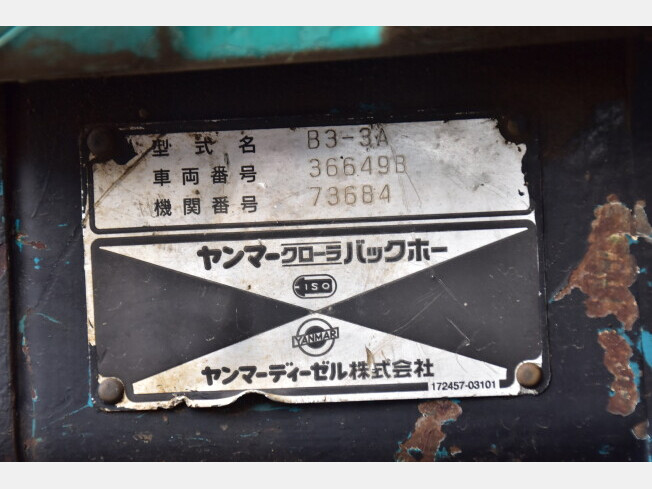 型式名 B3-3A
車両番号 36649B
機関番号 73684
ヤンマークローラバックホー
ISO
YANMAR
ヤンマーディーゼル株式会社
172457-03101